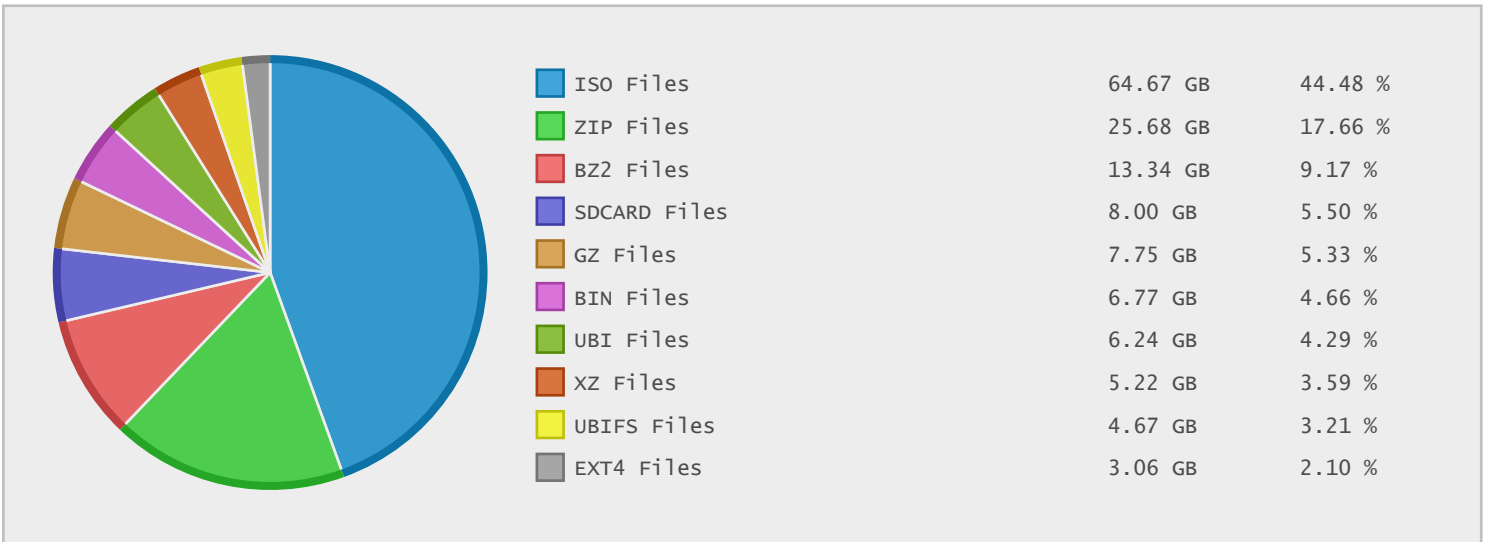 ISO Files 64.67 GB 44.48 %
ZIP Files 25.68 GB 17.66 %
BZ2 Files 13.34 GB 9.17 %
SDCARD Files 8.00 GB 5.50 %
GZ Files 7.75 GB 5.33 %
BIN Files 6.77 GB 4.66 %
UBI Files 6.24 GB 4.29 %
XZ Files 5.22 GB 3.59 %
UBIFS Files 4.67 GB 3.21 %
EXT4 Files 3.06 GB 2.10 %